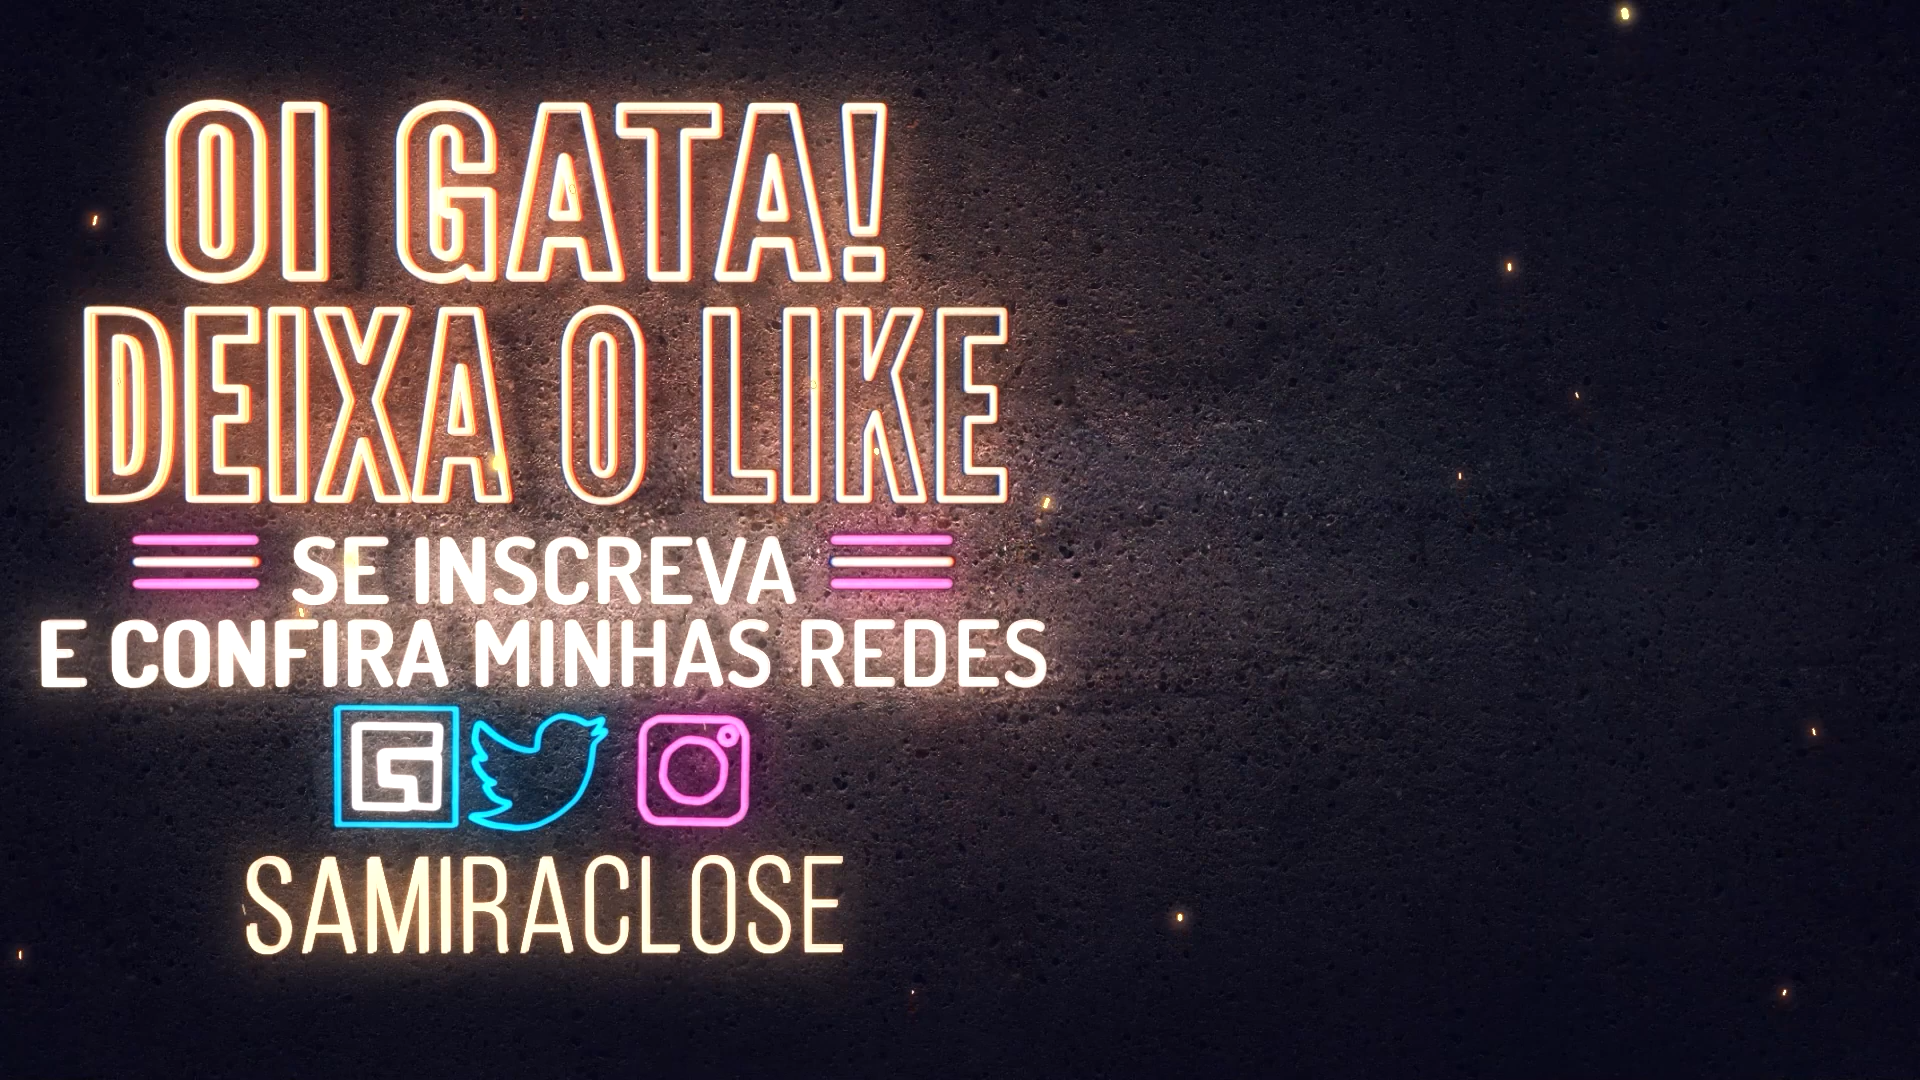 OI GATA!
DEIXA O LIKE
SE INSCREVA
E CONFIRA MINHAS REDES
SAMIRACLOSE